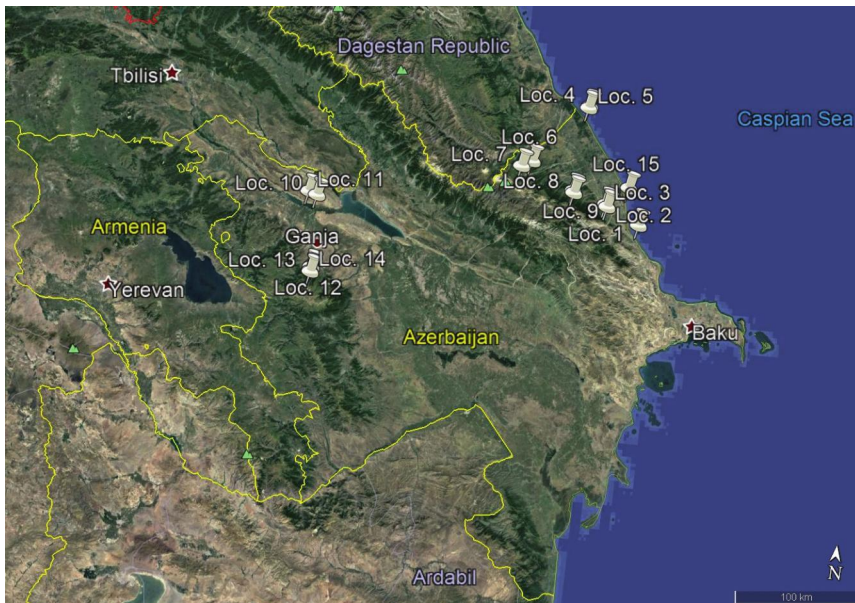 Dagestan Republic
Tbilisi
Loc. 4
Loc. 5
Caspian Sea
Loc. 6
Loc. 7
Loc. 15
Loc. 8
Loc. 10
Loc. 11
Loc. 3
Loc. 9
Loc. 2
Armenia
Loc. 1
Ganja
Loc. 13
Loc. 14
Yerevan
Loc. 12
Baku
Azerbaijan
Ardabil
N
100 km